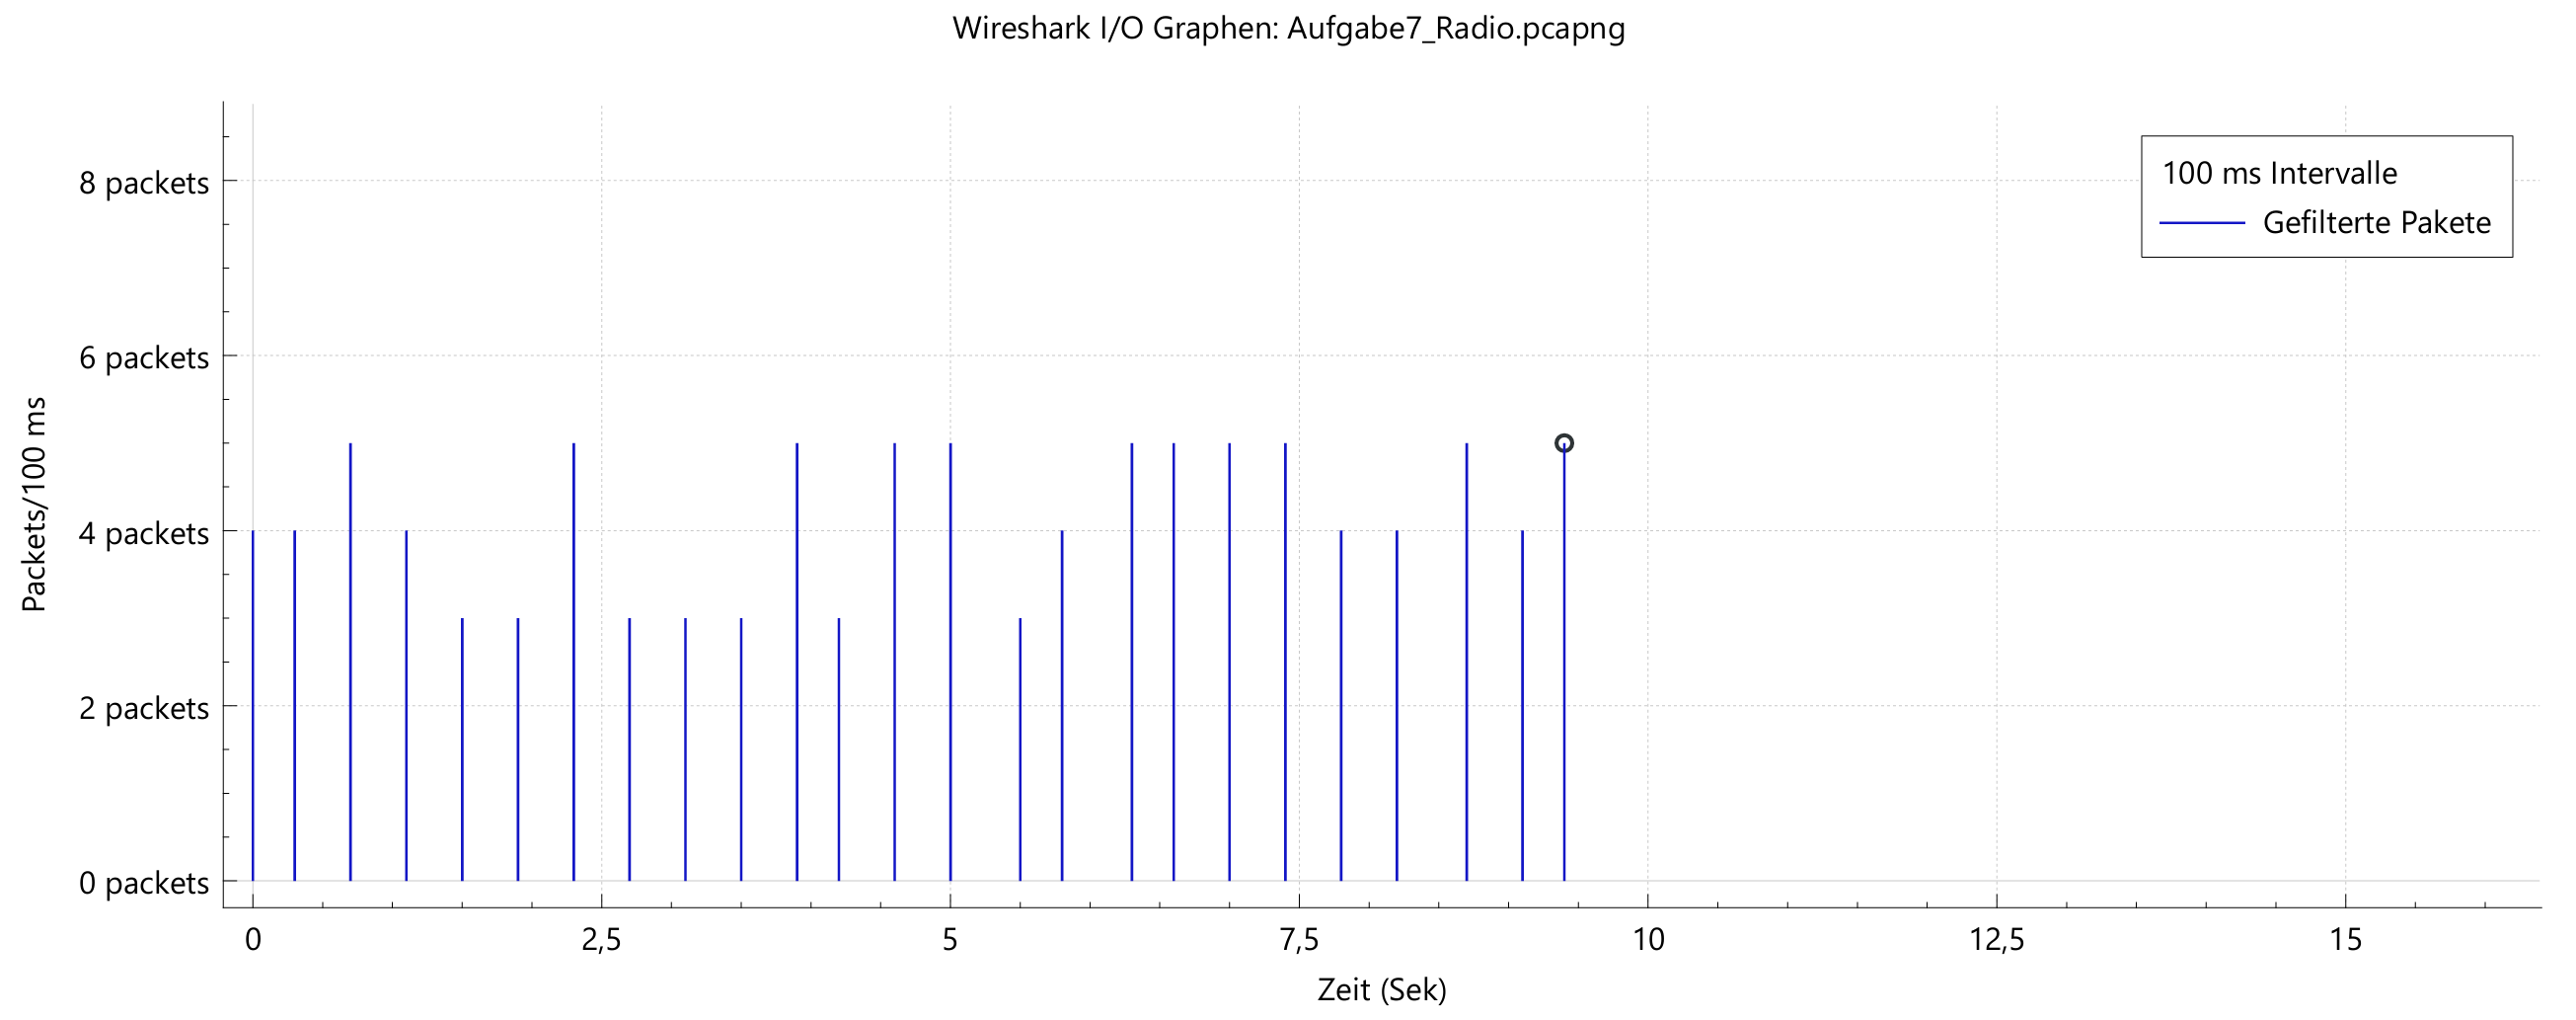 Wireshark I/O Graphen: Aufgabe7_Radio.pcapng
100 ms Intervalle
Gefilterte Pakete
Packets/100 ms
8 packets
6 packets
4 packets
2 packets
0 packets
0 2,5 5 7,5 10 12,5 15
Zeit (Sek)